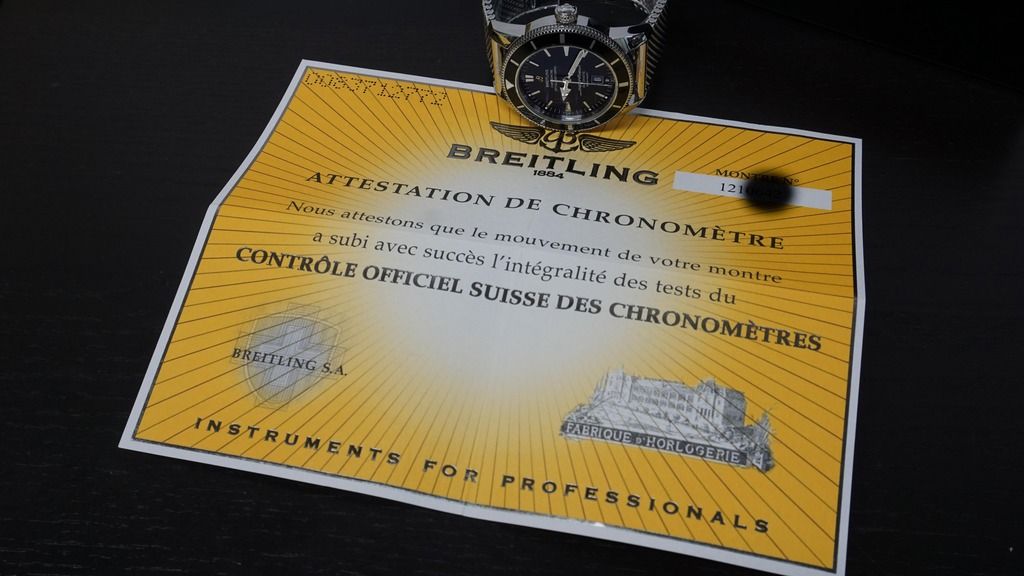 BREITLING
1884
MONTRE N°
ATTESTATION DE CHRONOMÈTRE
Nous attestons que le mouvement de votre montre
a subi avec succès l'intégralité des tests du
CONTRÔLE OFFICIEL SUISSE DES CHRONOMÈTRES
BREITLING S.A.
FABRIQUE D'HORLOGERIE
INSTRUMENTS FOR PROFESSIONALS